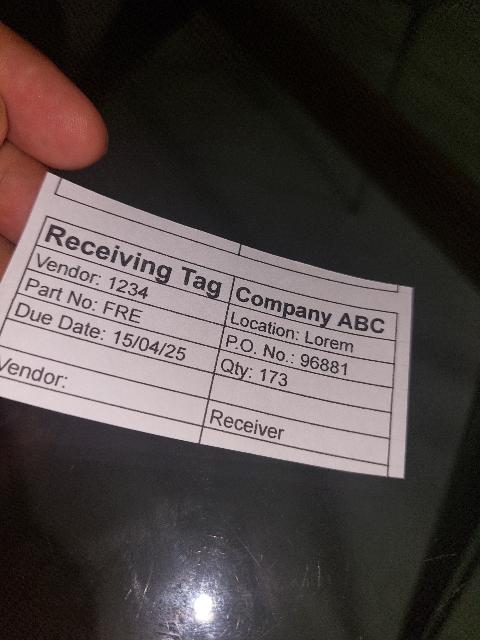 Receiving Tag
Company ABC
Vendor: 1234
Location: Lorem
Part No: FRE
P.O. No.: 96881
Due Date: 15/04/25
Qty: 173
Vendor:
Receiver